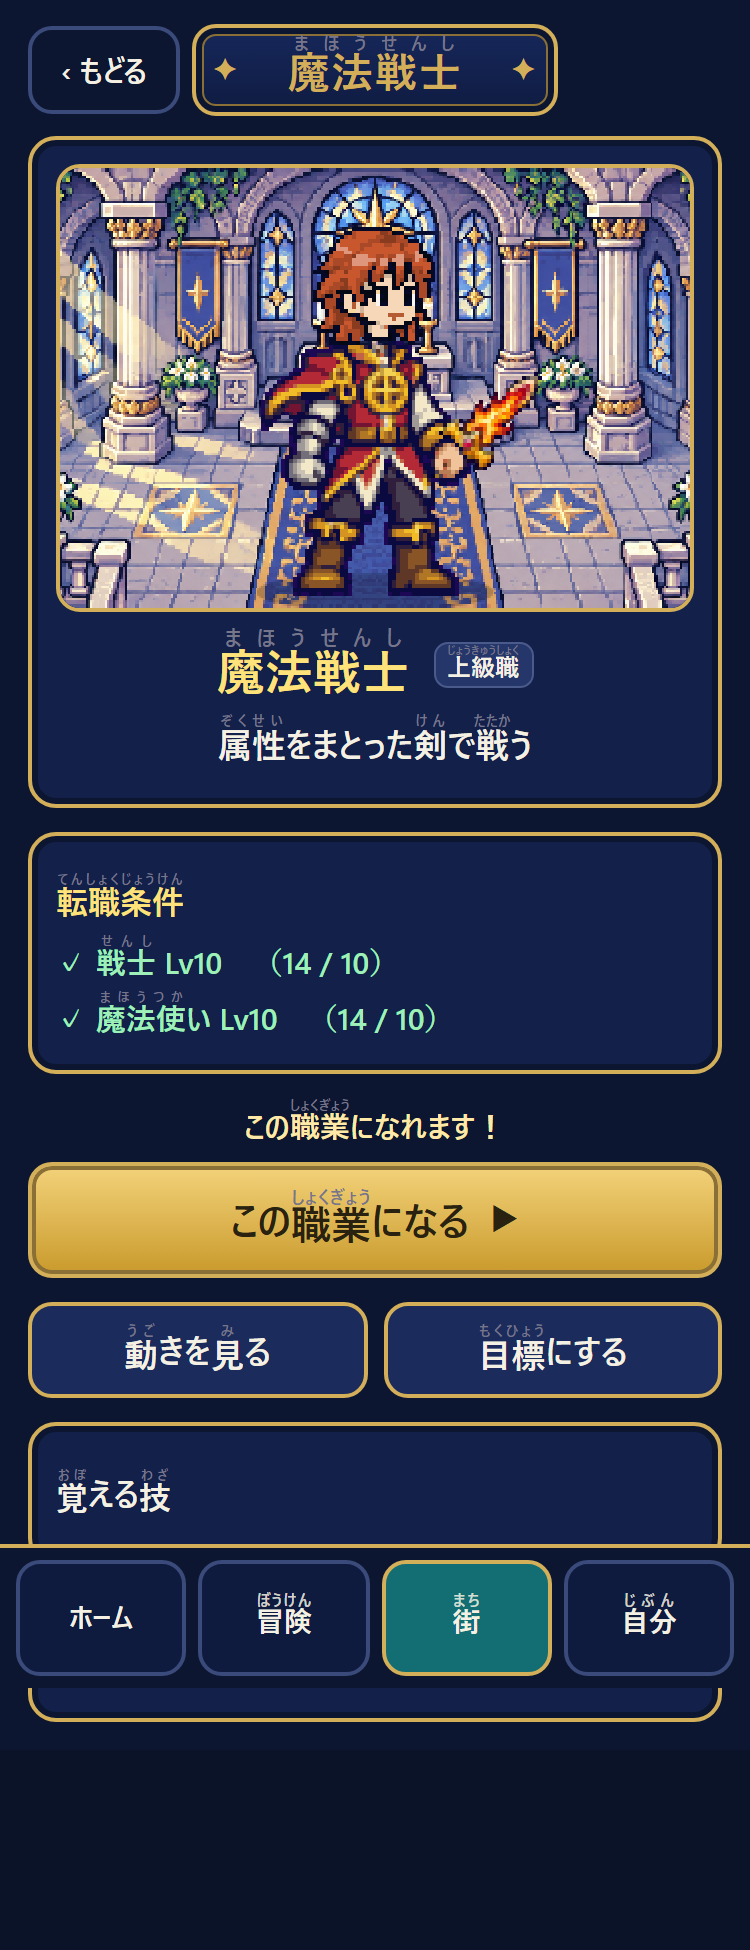 ‹ もどる
まほうせんし
✦ 魔法戦士 ✦
まほうせんし
魔法戦士
じょうきゅうしょく
上級職
ぞくせい けん たたか
属性をまとった剣で戦う
てんしょくじょうけん
転職条件
せんし
✓ 戦士 Lv10 （14 / 10）
まほうつか
✓ 魔法使い Lv10 （14 / 10）
しょくぎょう
この職業になれます！
しょくぎょう
この職業になる ▶
うご み
動きを見る
もくひょう
目標にする
おぼ わざ
覚える技
ホーム
ぼうけん
冒険
まち
街
じぶん
自分